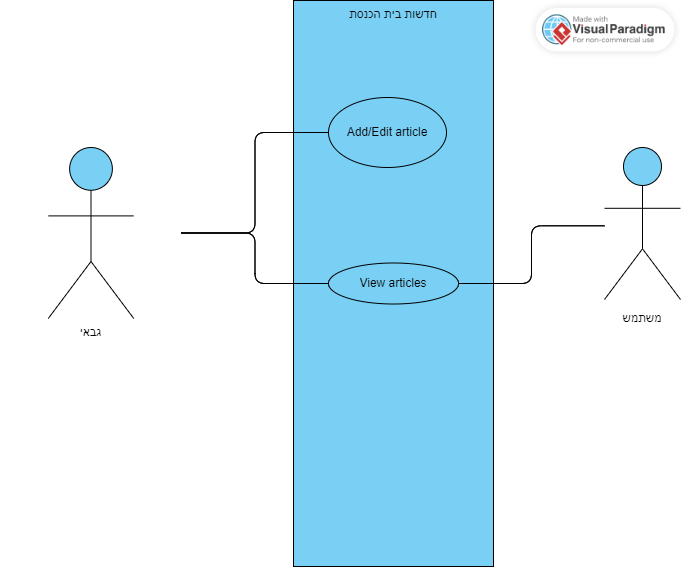 חדשות בית הכנסת
Made with
Visual Paradigm
For non-commercial use
Add/Edit article
View articles
משתמש
גבאי